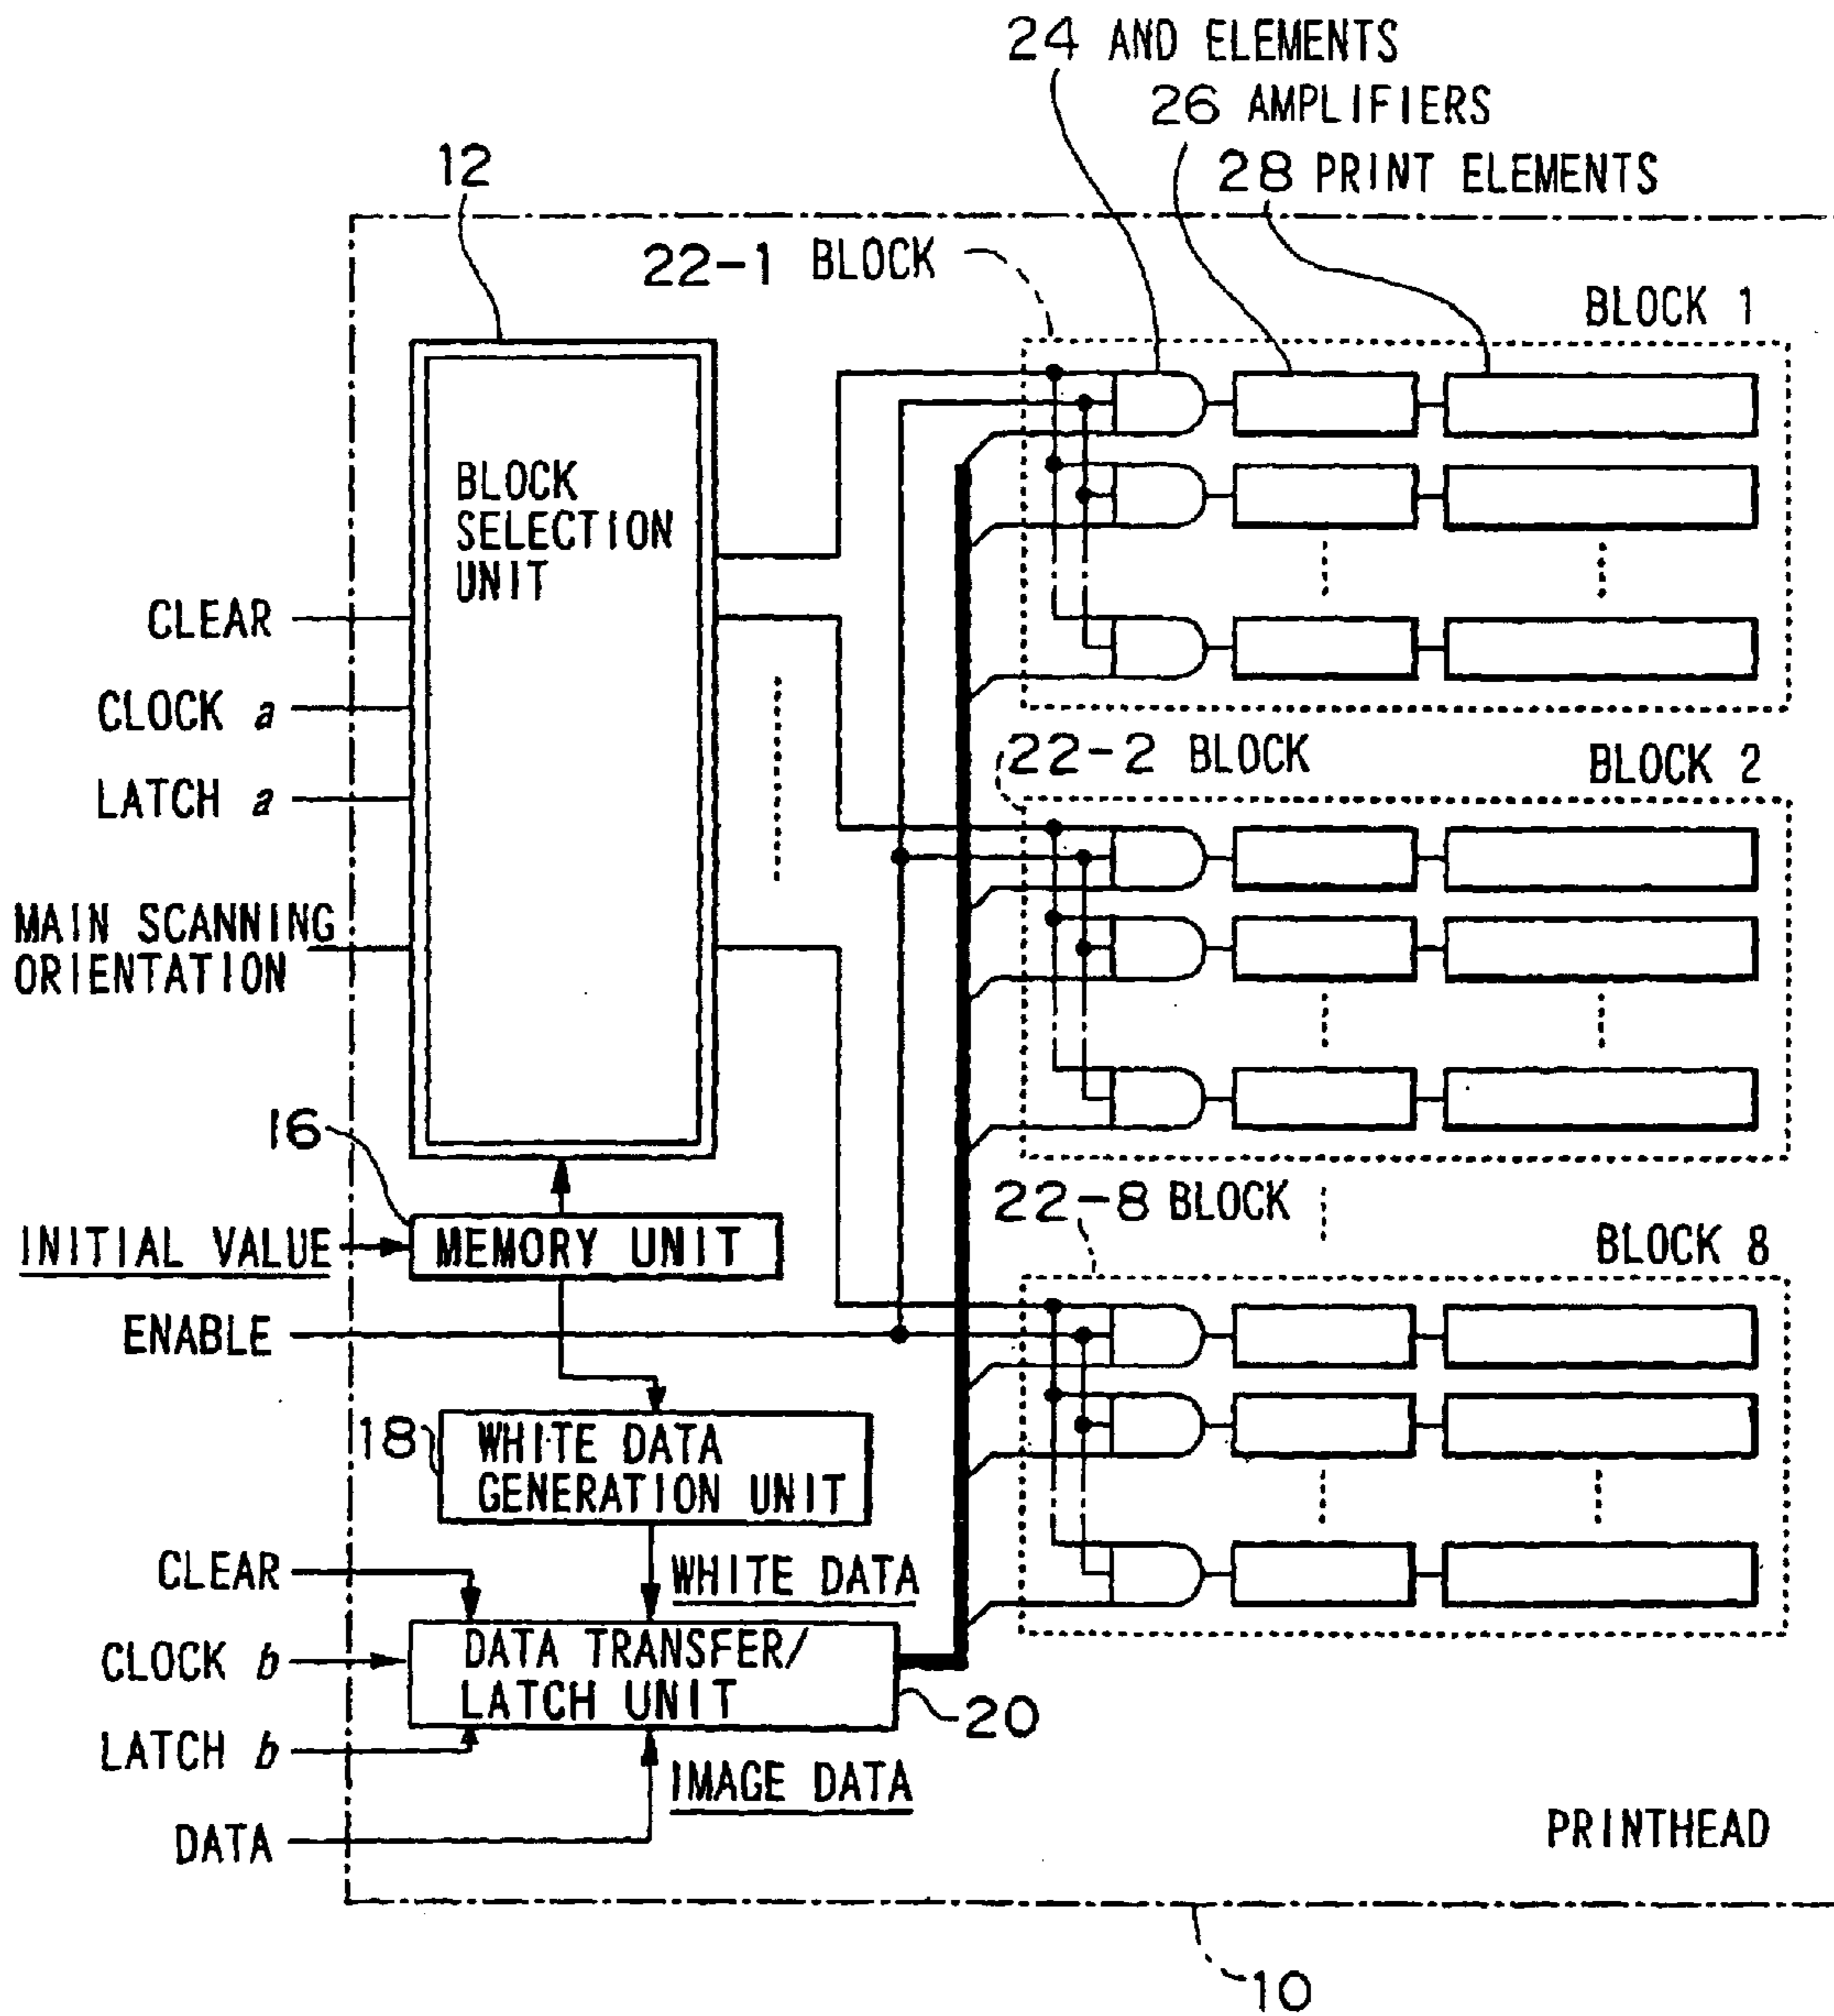 24 AND ELEMENTS
26 AMPLIFIERS
28 PRINT ELEMENTS
12
22-1 BLOCK
BLOCK 1
BLOCK
SELECTION
UNIT
CLEAR
CLOCK a
LATCH a
22-2 BLOCK
BLOCK 2
MAIN SCANNING
ORIENTATION
16
22-8 BLOCK
INITIAL VALUE
MEMORY UNIT
BLOCK 8
ENABLE
18
WHITE DATA
GENERATION UNIT
CLEAR
WHITE DATA
CLOCK b
DATA TRANSFER/
LATCH UNIT
20
LATCH b
IMAGE DATA
DATA
PRINTHEAD
10